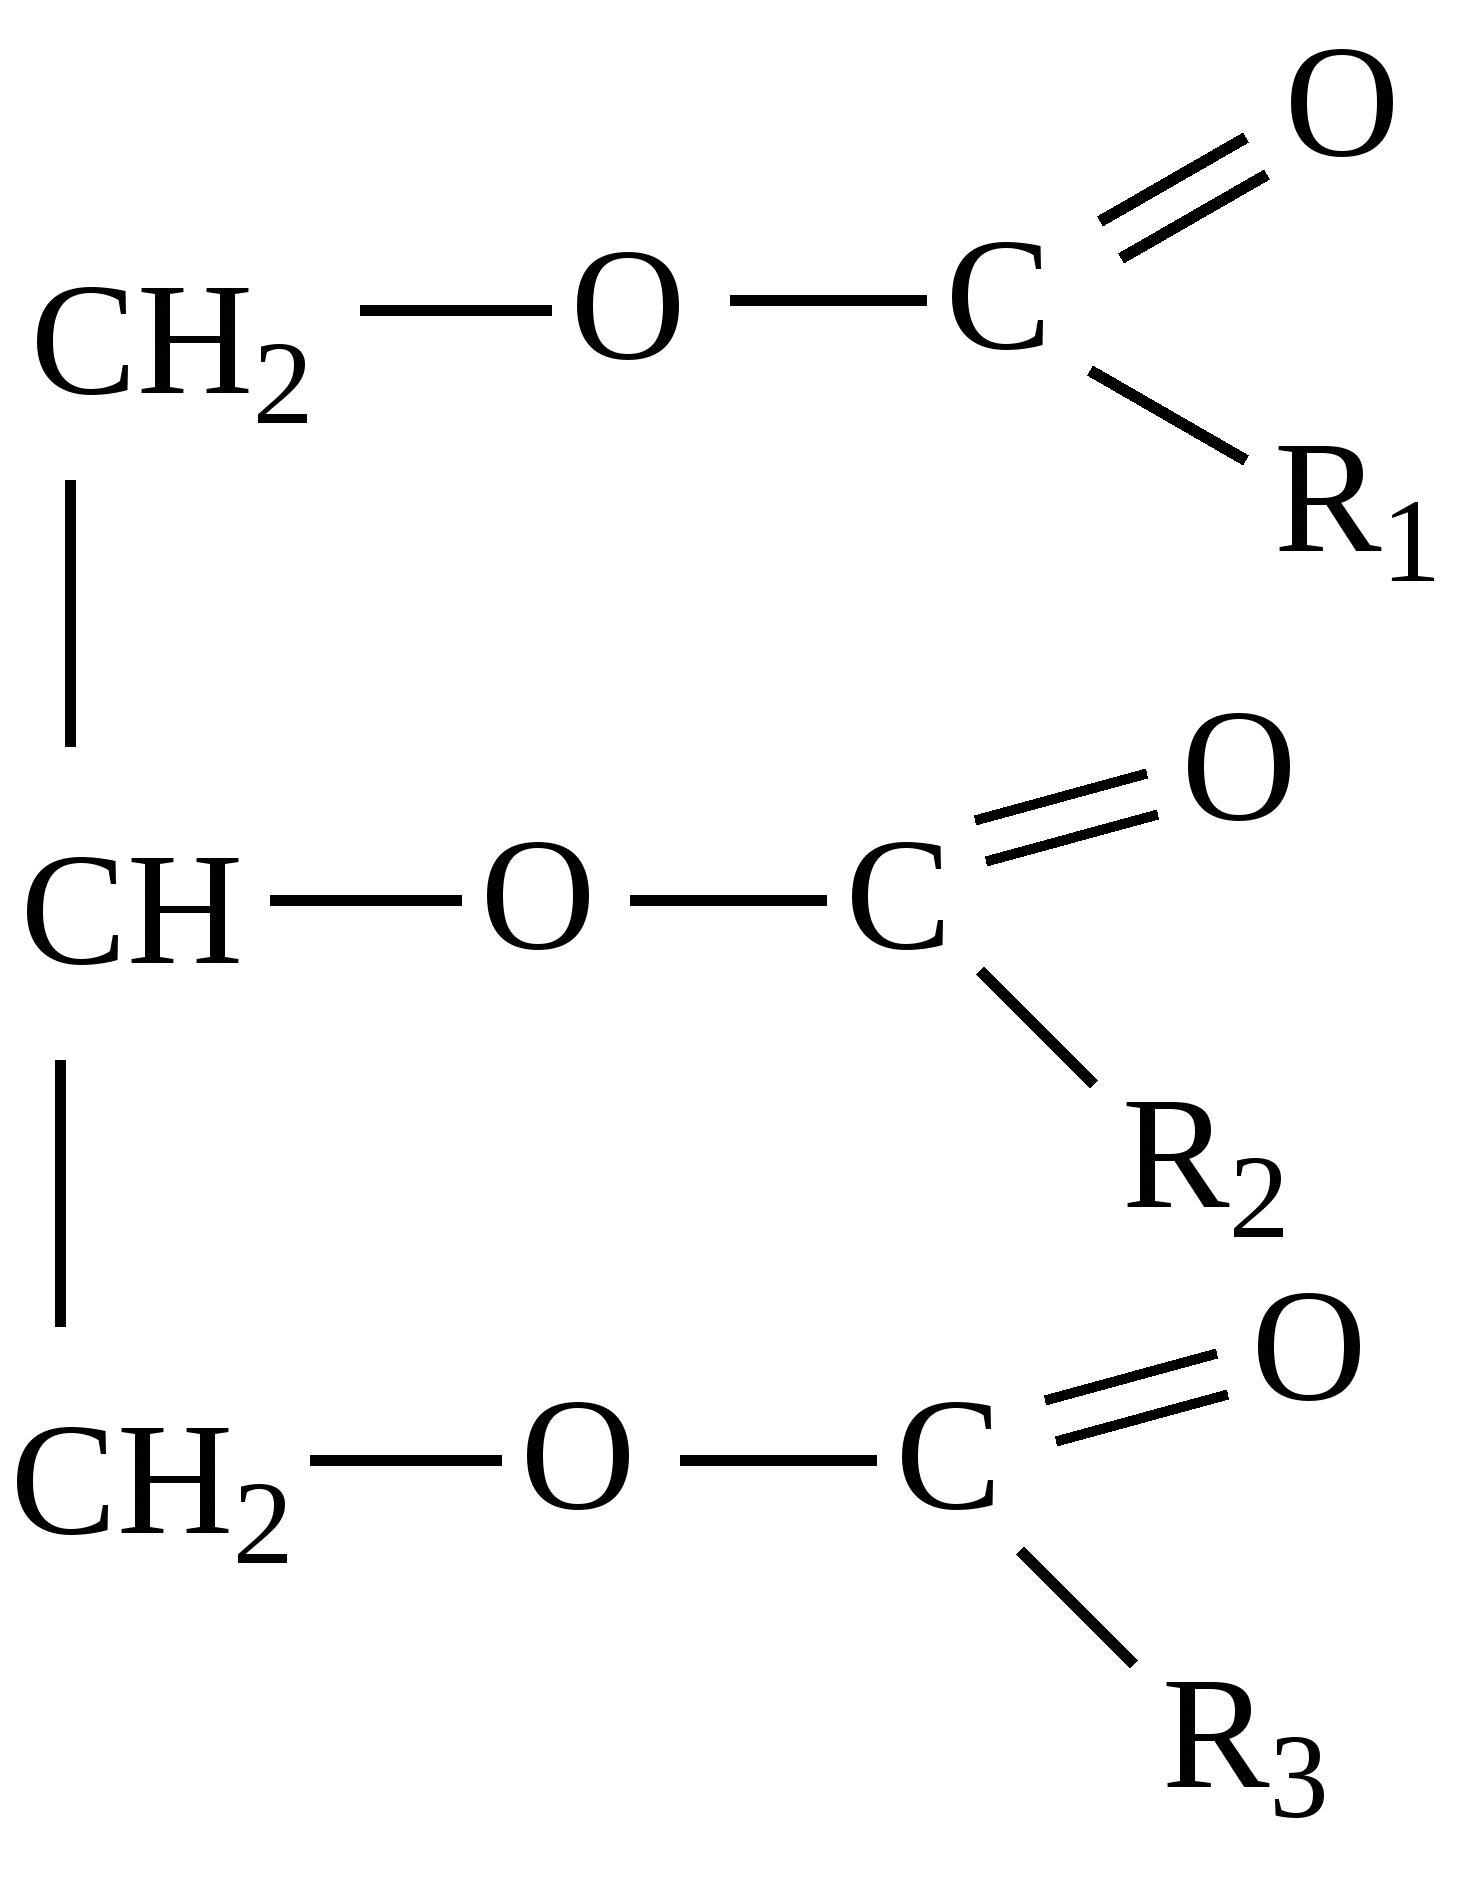 O
CH₂ O C
R₁
O
CH O C
R₂
O
CH₂ O C
R₃